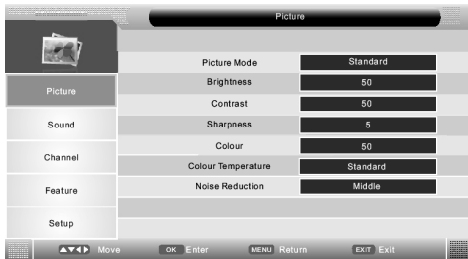 Picture
Picture Mode Standard
Brightness 50
Picture
Contrast 50
Sound
Sharpness 5
Colour 50
Channel
Colour Temperature Standard
Feature
Noise Reduction Middle
Setup
Move OK Enter MENU Return EXIT Exit